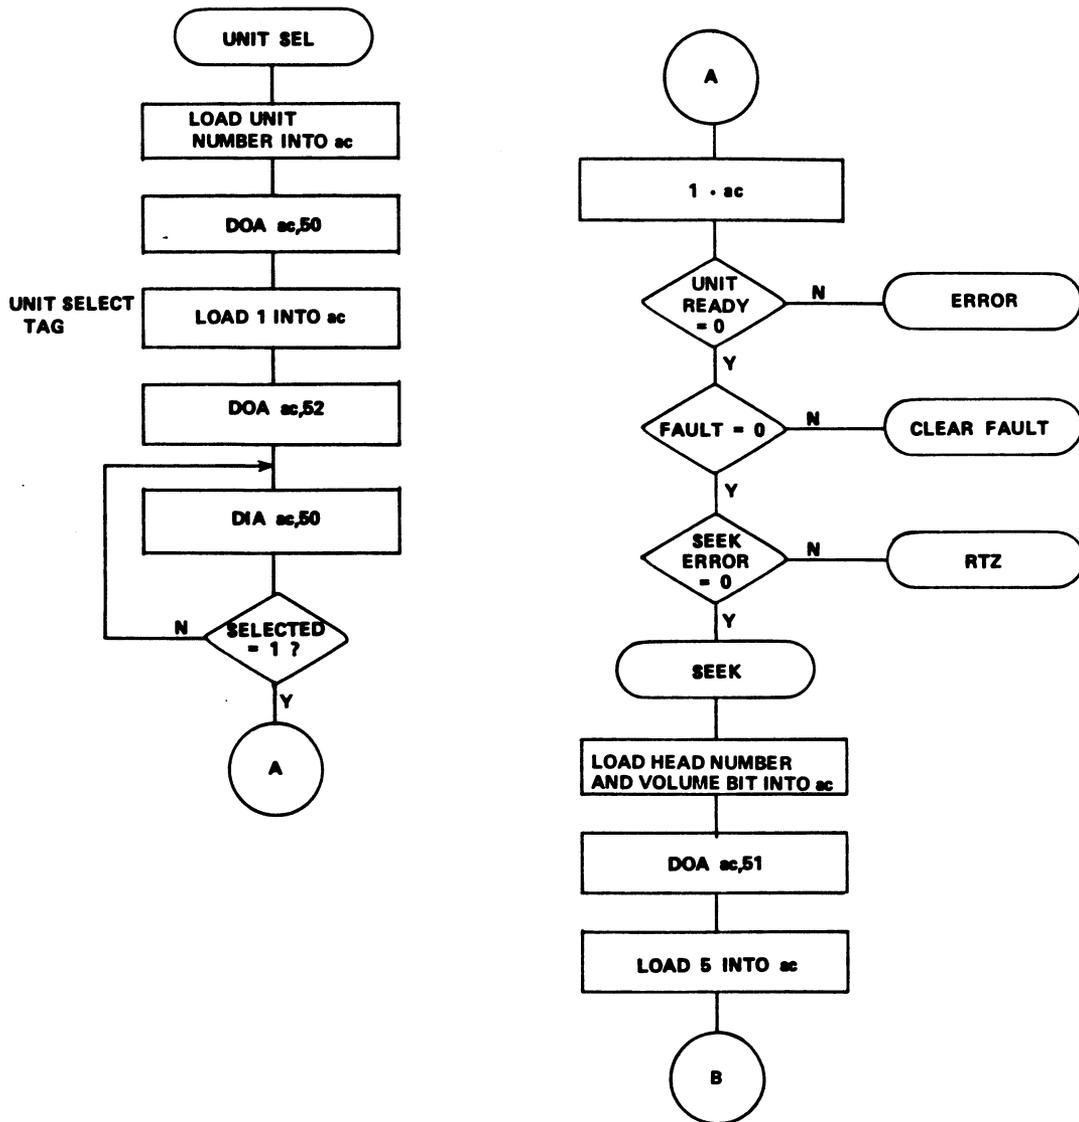 UNIT SEL
LOAD UNIT
NUMBER INTO ac
DOA ac,50
UNIT SELECT
TAG
LOAD 1 INTO ac
DOA ac,52
DIA ac,50
N
SELECTED
= 1 ?
Y
A
A
1 · ac
UNIT
READY
= 0
N
ERROR
Y
FAULT = 0
N
CLEAR FAULT
Y
SEEK
ERROR
= 0
N
RTZ
Y
SEEK
LOAD HEAD NUMBER
AND VOLUME BIT INTO ac
DOA ac,51
LOAD 5 INTO ac
B